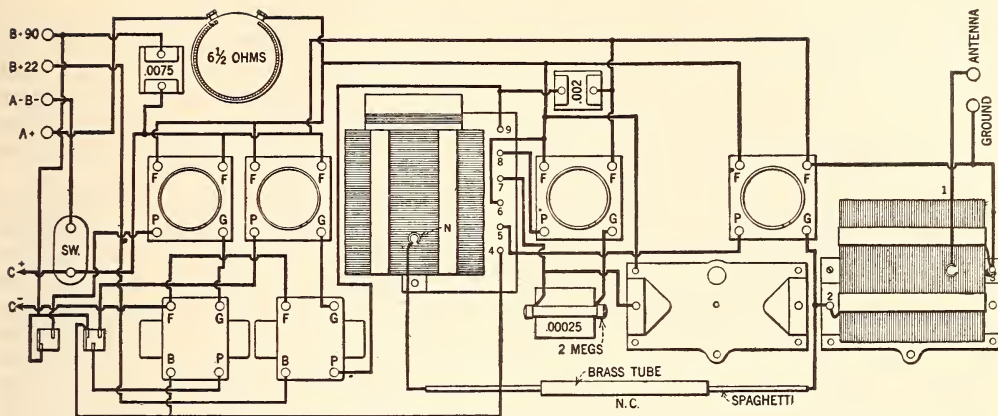 B+90
B+22
A-B-
A+
.0075
6½ OHMS
.002
ANTENNA
GROUND
9
8
7
6
5
4
N
1
2
3
F F
P G
F F
P G
F F
P G
F F
P G
SW.
C+
C-
F G
B P
F G
B P
.00025
2 MEGS
BRASS TUBE
N.C.
SPAGHETTI